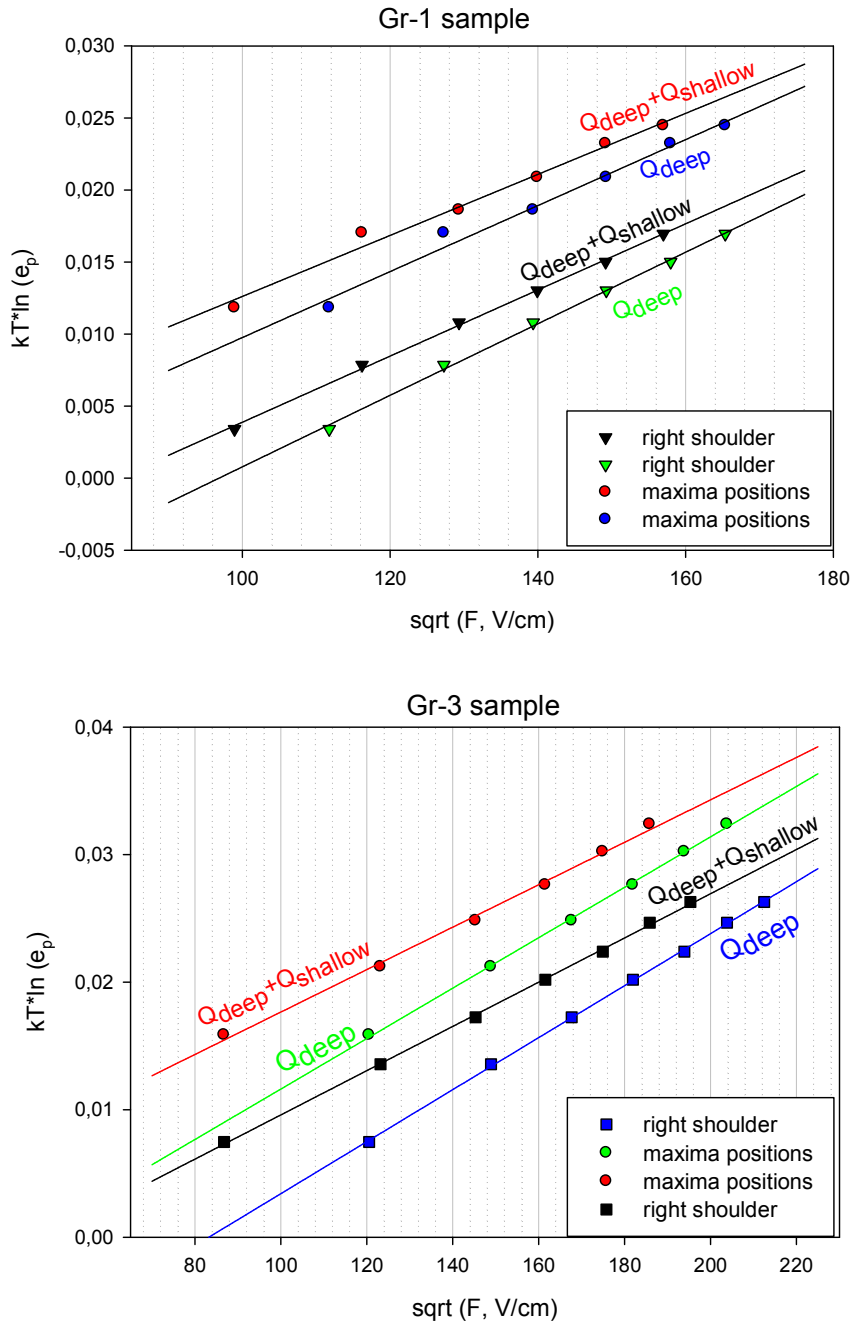 Gr-1 sample
0,030
0,025
0,020
0,015
0,010
0,005
0,000
-0,005
kT*ln (ep)
Qdeep+Qshallow
Qdeep
Qdeep+Qshallow
Qdeep
right shoulder
right shoulder
maxima positions
maxima positions
100 120 140 160 180
sqrt (F, V/cm)
Gr-3 sample
0,04
0,03
0,02
0,01
0,00
kT*ln (ep)
Qdeep+Qshallow
Qdeep
Qdeep+Qshallow
Qdeep
right shoulder
maxima positions
maxima positions
right shoulder
80 100 120 140 160 180 200 220
sqrt (F, V/cm)